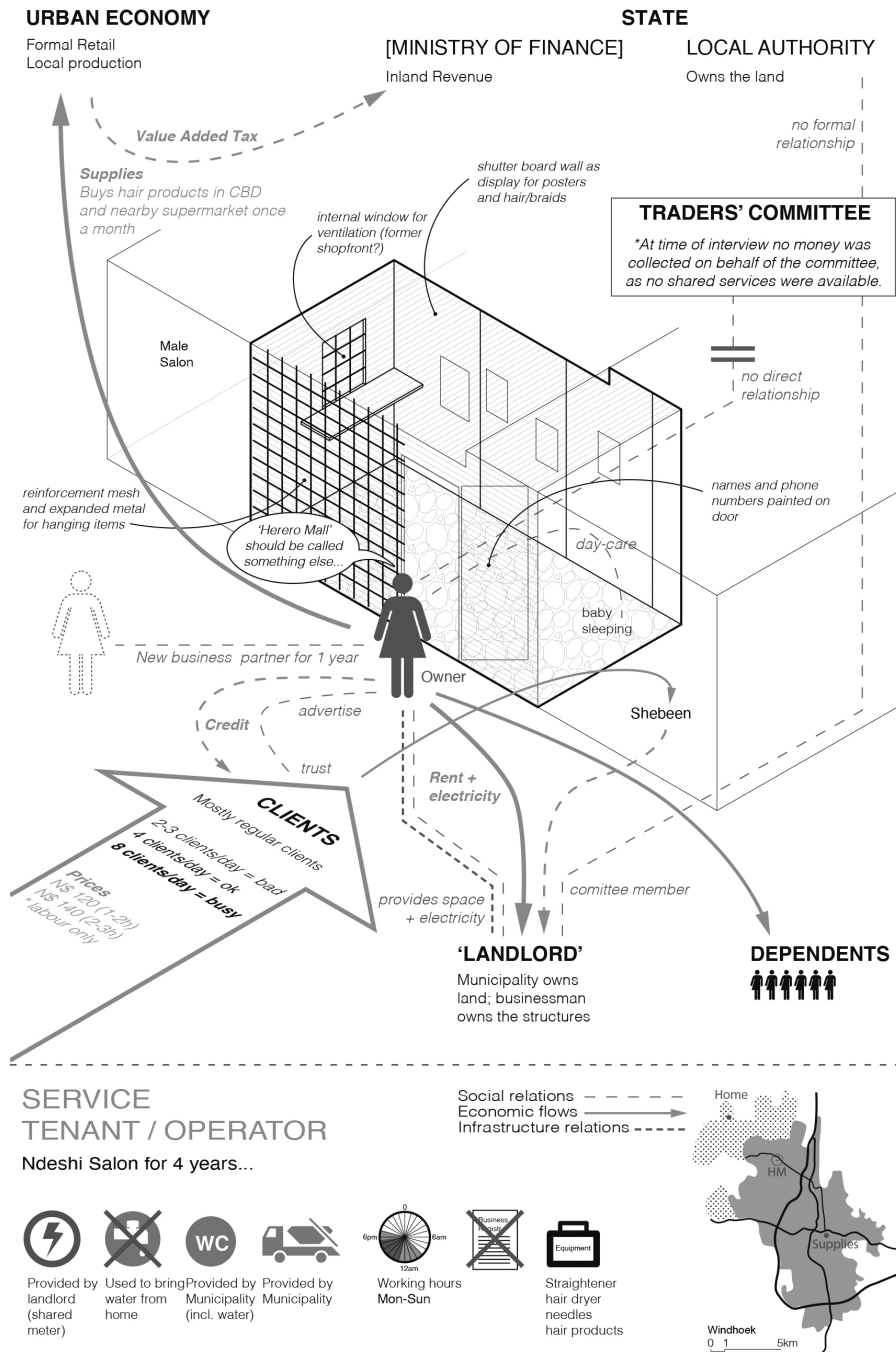 URBAN ECONOMY
Formal Retail
Local production
STATE
[MINISTRY OF FINANCE]
Inland Revenue
LOCAL AUTHORITY
Owns the land
Value Added Tax
no formal
relationship
Supplies
Buys hair products in CBD
and nearby supermarket once
a month
shutter board wall as
display for posters
and hair/braids
internal window for
ventilation (former
shopfront?)
TRADERS' COMMITTEE
*At time of interview no money was
collected on behalf of the committee,
as no shared services were available.
Male
Salon
no direct
relationship
reinforcement mesh
and expanded metal
for hanging items
names and phone
numbers painted on
door
'Herero Mall'
should be called
something else...
day-care
baby
sleeping
New business partner for 1 year
Owner
advertise
Credit
trust
Shebeen
Rent +
electricity
CLIENTS
Mostly regular clients
2-3 clients/day = bad
4 clients/day = ok
8 clients/day = busy
Prices
N$ 120 (1-2h)
N$ 140 (2-3h)
*labour only
provides space
+ electricity
comittee member
'LANDLORD'
Municipality owns
land; businessman
owns the structures
DEPENDENTS
SERVICE
TENANT / OPERATOR
Ndeshi Salon for 4 years...
Social relations
Economic flows
Infrastructure relations
Home
HM
Supplies
Windhoek
0 1 5km
WC
0
6pm
6am
12am
Business
Registr
Equipment
Provided by
landlord
(shared
meter)
Used to bring
water from
home
Provided by
Municipality
(incl. water)
Provided by
Municipality
Working hours
Mon-Sun
Straightener
hair dryer
needles
hair products